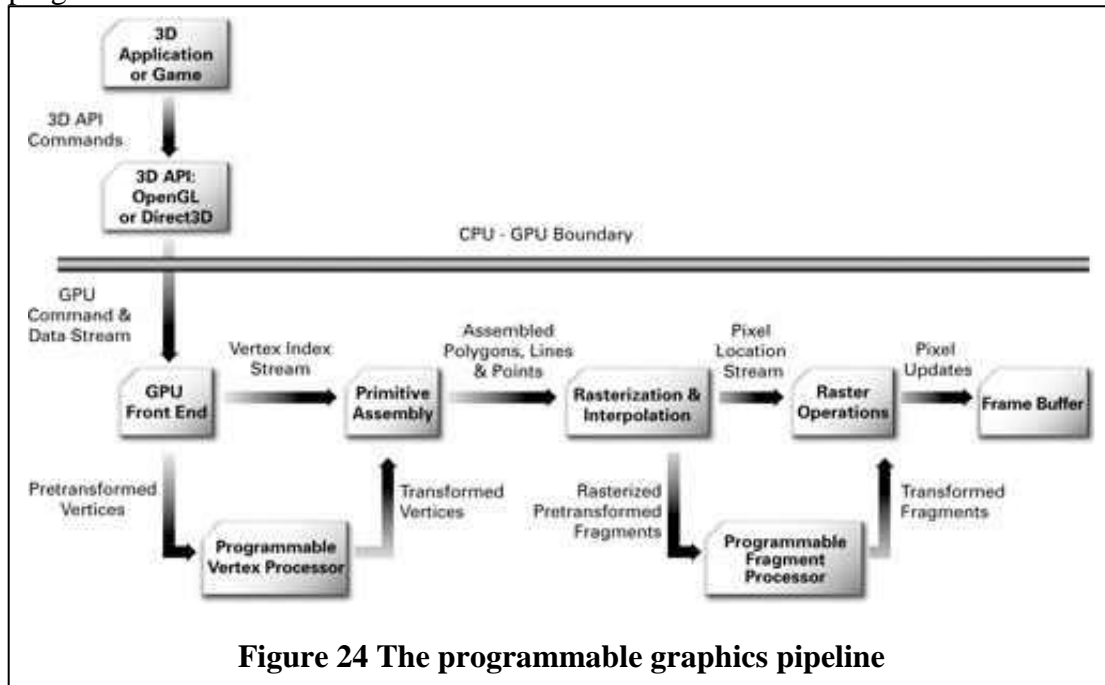 3D
Application
or Game
3D API
Commands
3D API:
OpenGL
or Direct3D
CPU - GPU Boundary
GPU
Command &
Data Stream
Vertex Index
Stream
Assembled
Polygons, Lines
& Points
Pixel
Location
Stream
Pixel
Updates
GPU
Front End
Primitive
Assembly
Rasterization &
Interpolation
Raster
Operations
Frame Buffer
Pretransformed
Vertices
Transformed
Vertices
Rasterized
Pretransformed
Fragments
Transformed
Fragments
Programmable
Vertex Processor
Programmable
Fragment
Processor
Figure 24 The programmable graphics pipeline